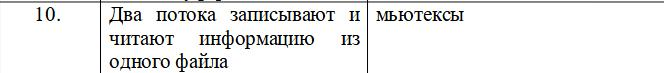 10. Два потока записывают и мьютексы
читают информацию из
одного файла